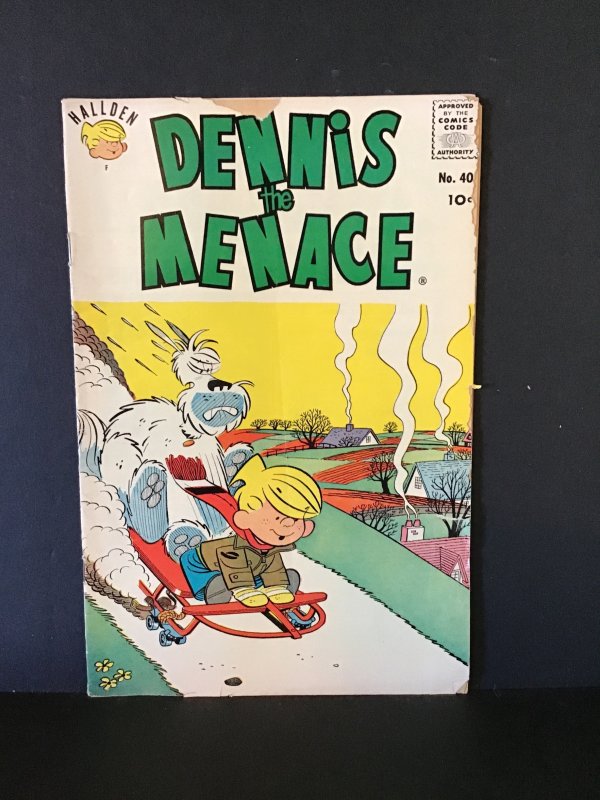 HALLDEN
F
DENNIS
the
MENACE®
APPROVED
BY THE
COMICS
CODE
AUTHORITY
No. 40
10¢